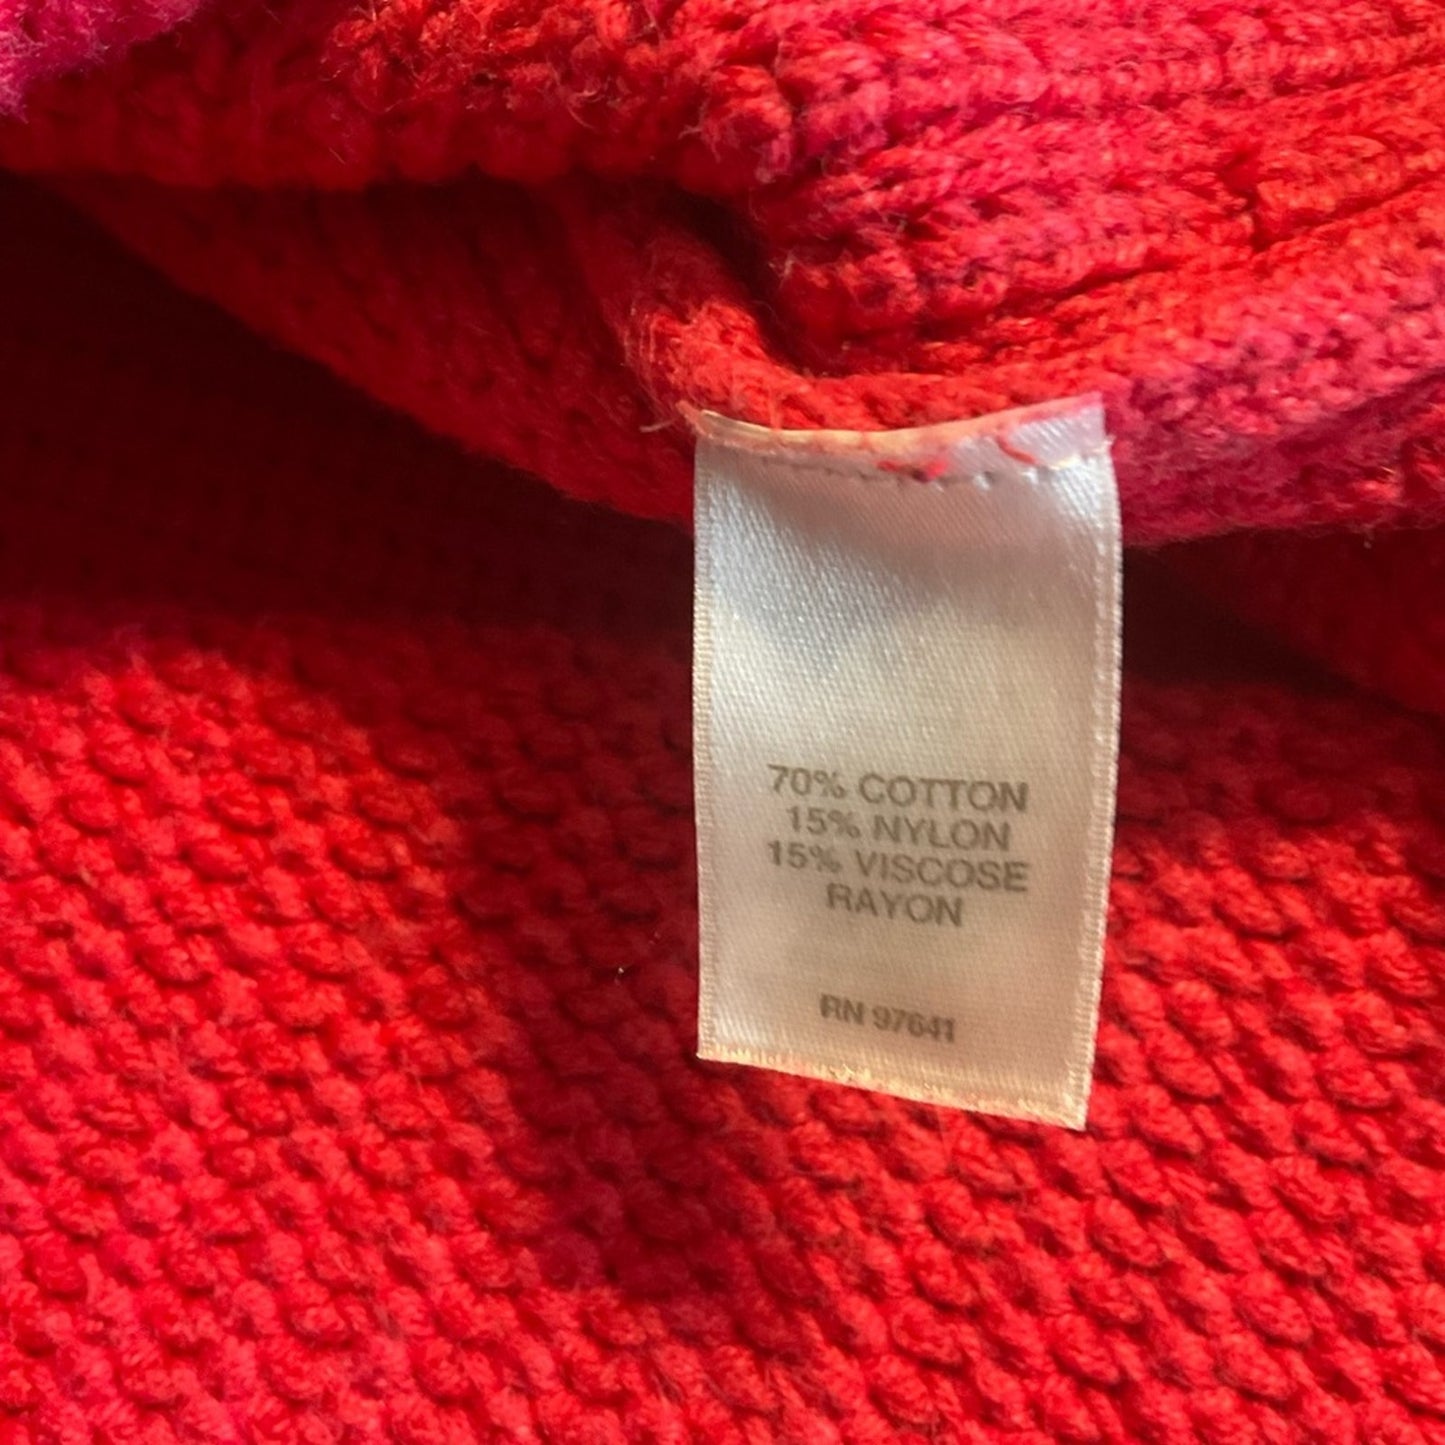 70% COTTON
15% NYLON
15% VISCOSE
RAYON
RN 97641